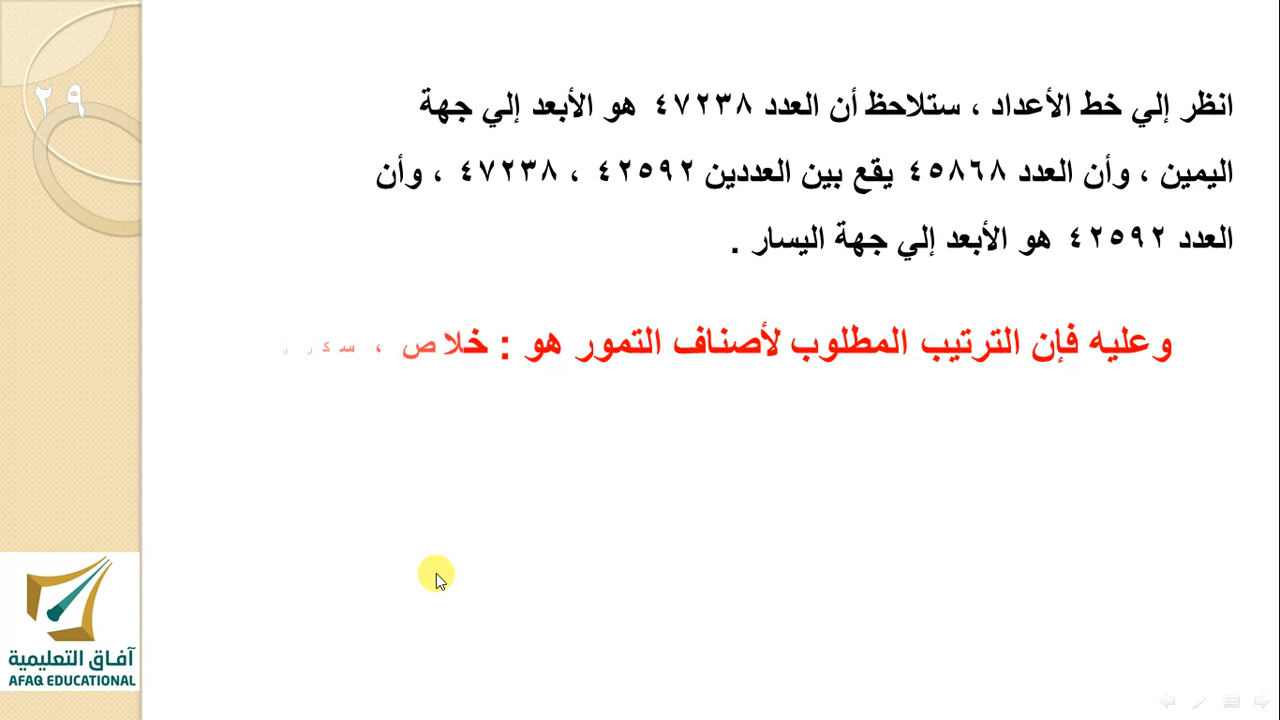 ٢٩
انظر إلي خط الأعداد ، ستلاحظ أن العدد ٤٧٢٣٨ هو الأبعد إلي جهة
اليمين ، وأن العدد ٤٥٨٦٨ يقع بين العددين ٤٢٥٩٢ ، ٤٧٢٣٨ ، وأن
العدد ٤٢٥٩٢ هو الأبعد إلي جهة اليسار .
وعليه فإن الترتيب المطلوب لأصناف التمور هو : خلاص ،
آفـاق التعليمية
AFAQ EDUCATIONAL